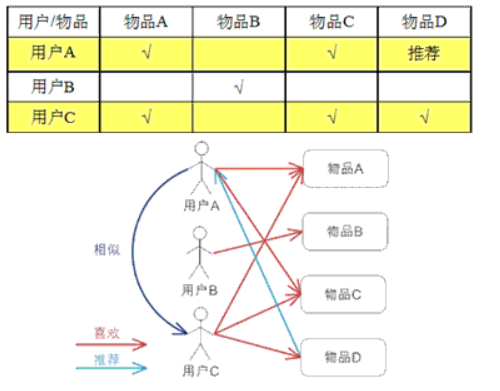 用户/物品 物品A 物品B 物品C 物品D
用户A √ √ 推荐
用户B √
用户C √ √ √
用户A
物品A
相似
用户B
物品B
物品C
喜欢
推荐
用户C
物品D